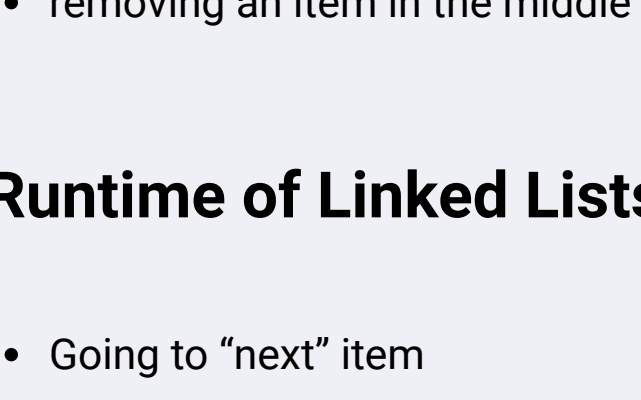 • removing an item in the middle
Runtime of Linked Lists
• Going to “next” item